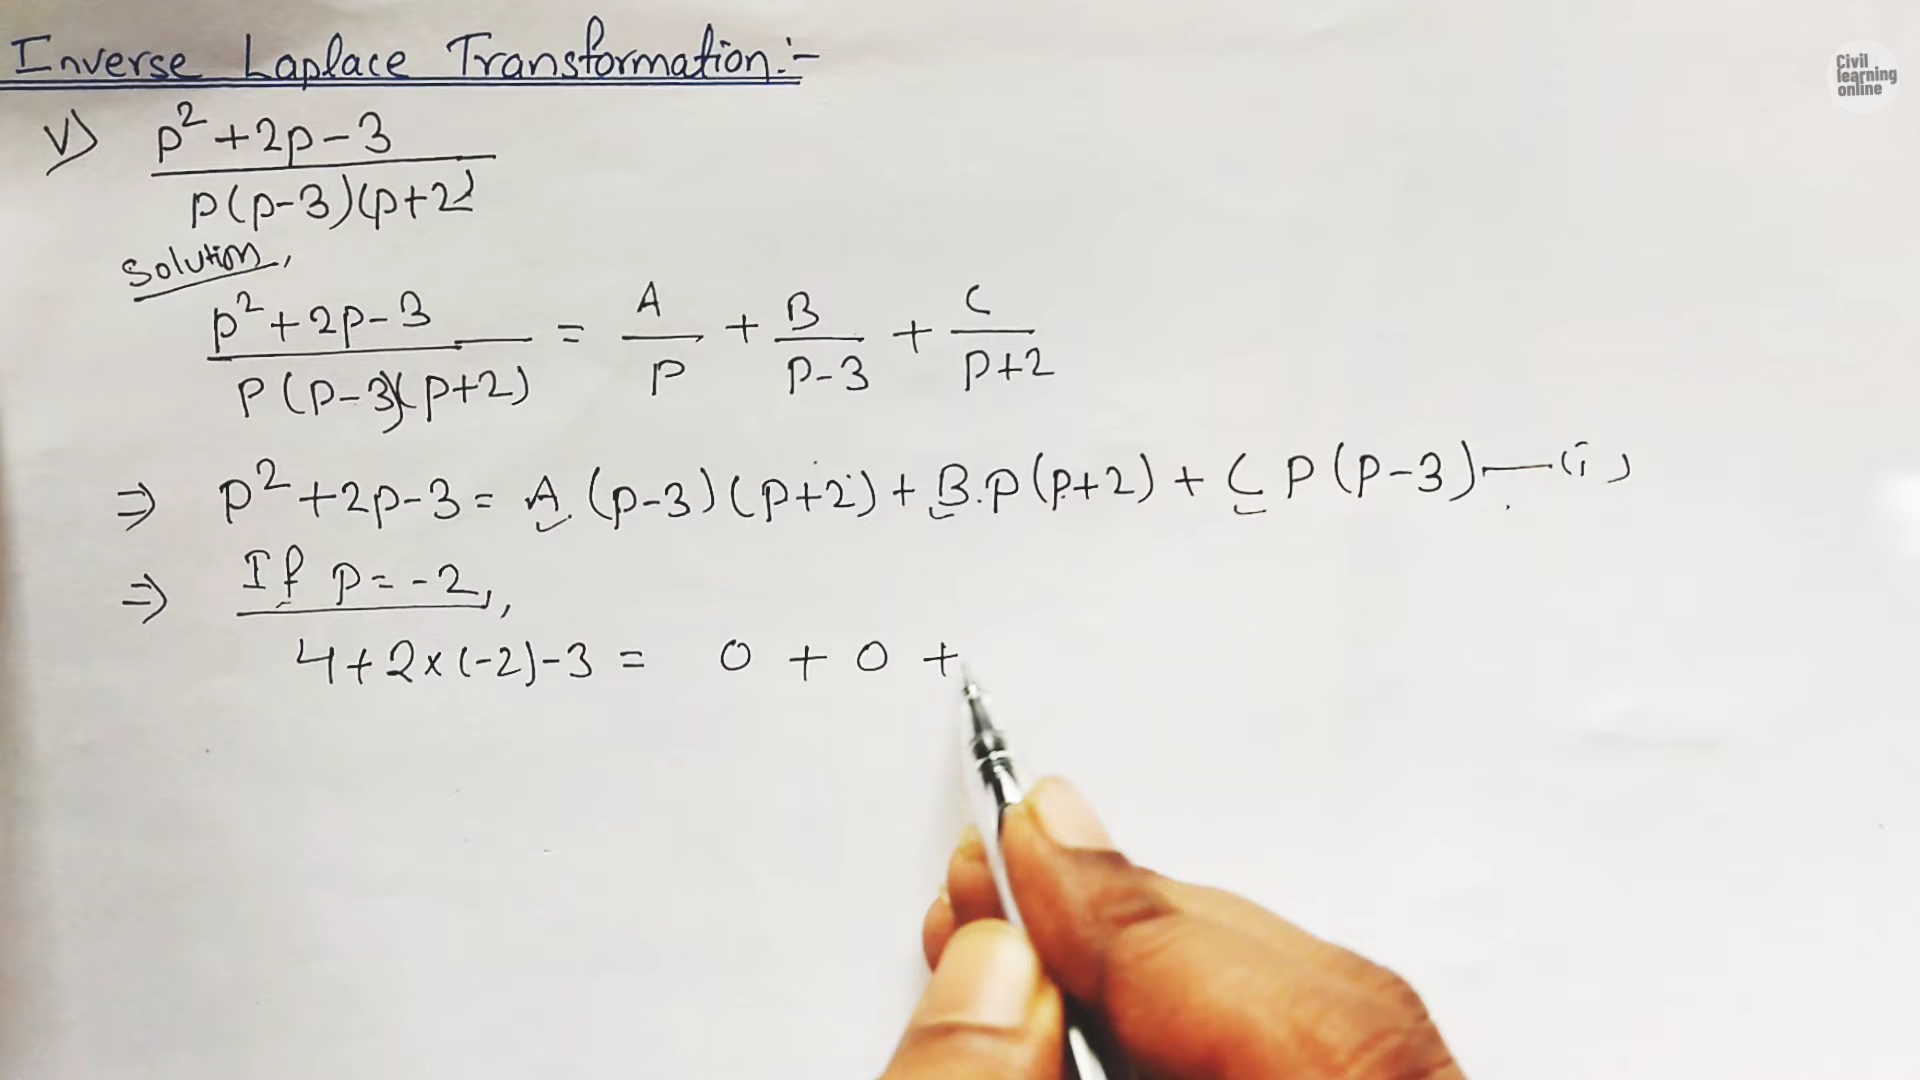 Inverse Laplace Transformation:-
Civil
learning
online
v) p²+2p-3
p(p-3)(p+2)
Solution,
p²+2p-3 = A + B + C
p(p-3)(p+2) p p-3 p+2
⇒ p²+2p-3 = A.(p-3)(p+2) + B.p(p+2) + C p(p-3) —(i)
⇒ If p=-2,,
4+2×(-2)-3 = 0 + 0 +